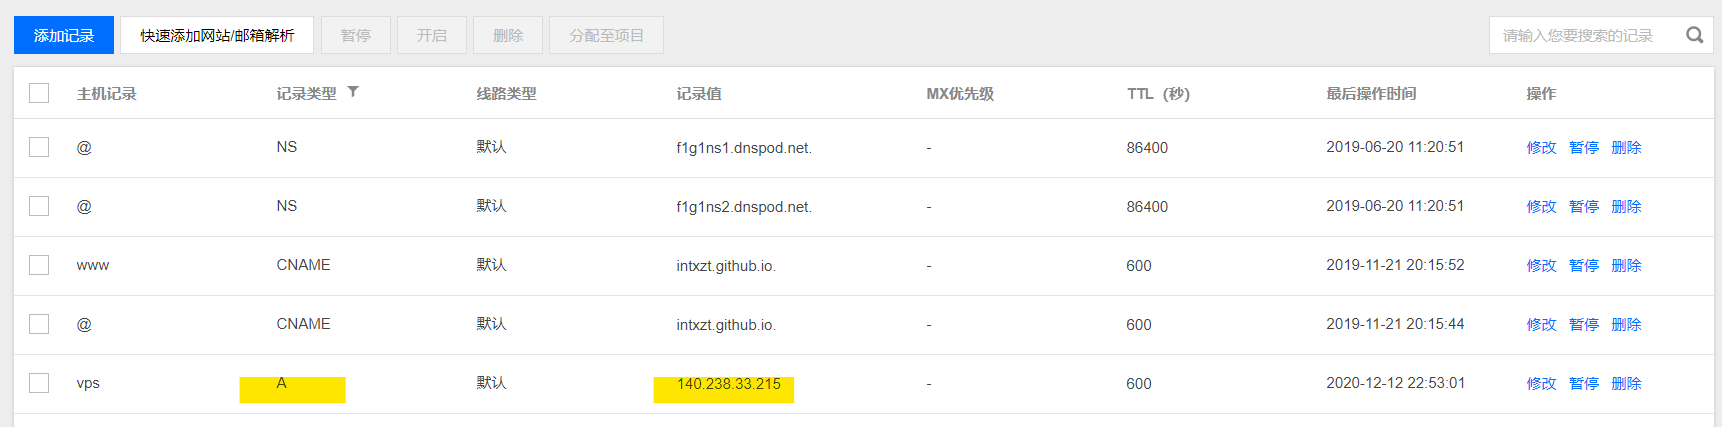 添加记录 快速添加网站/邮箱解析 暂停 开启 删除 分配至项目 请输入您要搜索的记录
主机记录 记录类型 线路类型 记录值 MX优先级 TTL（秒） 最后操作时间 操作
@ NS 默认 f1g1ns1.dnspod.net. - 86400 2019-06-20 11:20:51 修改 暂停 删除
@ NS 默认 f1g1ns2.dnspod.net. - 86400 2019-06-20 11:20:51 修改 暂停 删除
www CNAME 默认 intxzt.github.io. - 600 2019-11-21 20:15:52 修改 暂停 删除
@ CNAME 默认 intxzt.github.io. - 600 2019-11-21 20:15:44 修改 暂停 删除
vps A 默认 140.238.33.215 - 600 2020-12-12 22:53:01 修改 暂停 删除